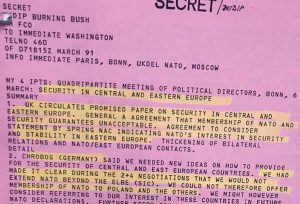 SECRET
SECRET
DIP BURNING BUSH
FCO
TO IMMEDIATE WASHINGTON
TELNO 460
OF 071815Z MARCH 91
INFO IMMEDIATE PARIS, BONN, UKDEL NATO, MOSCOW
MY 4 IPTS: QUADRIPARTITE MEETING OF POLITICAL DIRECTORS, BONN, 6
MARCH: SECURITY IN CENTRAL AND EASTERN EUROPE
SUMMARY
1. UK CIRCULATES PROMISED PAPER ON SECURITY IN CENTRAL AND
EASTERN EUROPE. GENERAL AGREEMENT THAT MEMBERSHIP OF NATO AND
SECURITY GUARANTEES UNACCEPTABLE. AGREEMENT TO CONSIDER
STATEMENT BY SPRING NAC INDICATING NATO'S INTEREST IN SECURITY
AND STABILITY IN EASTERN EUROPE. THICKENING OF BILATERAL
RELATIONS AND NATO/EAST CONTACTS.
DETAIL
2. CHROBOG (GERMANY) SAID WE NEEDED NEW IDEAS ON HOW TO PROVIDE
FOR THE SECURITY OF CENTRAL AND EAST EUROPEAN COUNTRIES. WE HAD
MADE IT CLEAR DURING THE 2+4 NEGOTIATIONS THAT WE WOULD NOT
EXTEND NATO BEYOND THE ELBE (SIC). WE COULD NOT THEREFORE OFFER
MEMBERSHIP OF NATO TO POLAND AND THE OTHERS. WE MIGHT HOWEVER
CONSIDER REFERRING TO OUR INTEREST IN THESE COUNTRIES IN FUTURE
NATO DECLARATIONS.